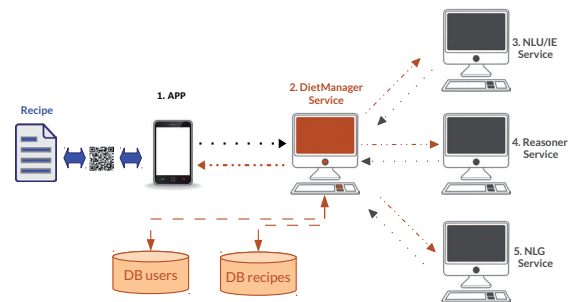 3. NLU/IE
Service
1. APP
2. DietManager
Service
Recipe
4. Reasoner
Service
5. NLG
Service
DB users
DB recipes